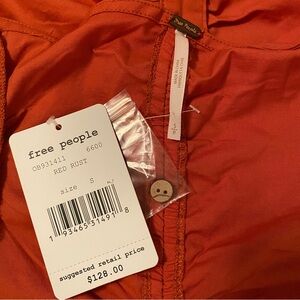 free people
OB931411 6600
RED RUST
size S
1 93465 31491 8
suggested retail price
$128.00